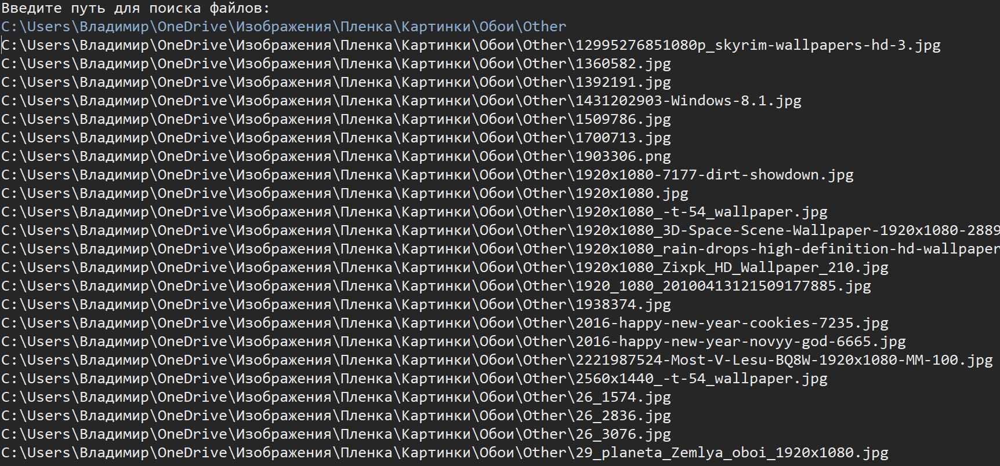 Введите путь для поиска файлов:
C:\Users\Владимир\OneDrive\Изображения\Пленка\Картинки\Обои\Other
C:\Users\Владимир\OneDrive\Изображения\Пленка\Картинки\Обои\Other\12995276851080p_skyrim-wallpapers-hd-3.jpg
C:\Users\Владимир\OneDrive\Изображения\Пленка\Картинки\Обои\Other\1360582.jpg
C:\Users\Владимир\OneDrive\Изображения\Пленка\Картинки\Обои\Other\1392191.jpg
C:\Users\Владимир\OneDrive\Изображения\Пленка\Картинки\Обои\Other\1431202903-Windows-8.1.jpg
C:\Users\Владимир\OneDrive\Изображения\Пленка\Картинки\Обои\Other\1509786.jpg
C:\Users\Владимир\OneDrive\Изображения\Пленка\Картинки\Обои\Other\1700713.jpg
C:\Users\Владимир\OneDrive\Изображения\Пленка\Картинки\Обои\Other\1903306.png
C:\Users\Владимир\OneDrive\Изображения\Пленка\Картинки\Обои\Other\1920x1080-7177-dirt-showdown.jpg
C:\Users\Владимир\OneDrive\Изображения\Пленка\Картинки\Обои\Other\1920x1080.jpg
C:\Users\Владимир\OneDrive\Изображения\Пленка\Картинки\Обои\Other\1920x1080_-t-54_wallpaper.jpg
C:\Users\Владимир\OneDrive\Изображения\Пленка\Картинки\Обои\Other\1920x1080_3D-Space-Scene-Wallpaper-1920x1080-2889
C:\Users\Владимир\OneDrive\Изображения\Пленка\Картинки\Обои\Other\1920x1080_rain-drops-high-definition-hd-wallpaper
C:\Users\Владимир\OneDrive\Изображения\Пленка\Картинки\Обои\Other\1920x1080_Zixpk_HD_Wallpaper_210.jpg
C:\Users\Владимир\OneDrive\Изображения\Пленка\Картинки\Обои\Other\1920_1080_20100413121509177885.jpg
C:\Users\Владимир\OneDrive\Изображения\Пленка\Картинки\Обои\Other\1938374.jpg
C:\Users\Владимир\OneDrive\Изображения\Пленка\Картинки\Обои\Other\2016-happy-new-year-cookies-7235.jpg
C:\Users\Владимир\OneDrive\Изображения\Пленка\Картинки\Обои\Other\2016-happy-new-year-novyy-god-6665.jpg
C:\Users\Владимир\OneDrive\Изображения\Пленка\Картинки\Обои\Other\2221987524-Most-V-Lesu-BQ8W-1920x1080-MM-100.jpg
C:\Users\Владимир\OneDrive\Изображения\Пленка\Картинки\Обои\Other\2560x1440_-t-54_wallpaper.jpg
C:\Users\Владимир\OneDrive\Изображения\Пленка\Картинки\Обои\Other\26_1574.jpg
C:\Users\Владимир\OneDrive\Изображения\Пленка\Картинки\Обои\Other\26_2836.jpg
C:\Users\Владимир\OneDrive\Изображения\Пленка\Картинки\Обои\Other\26_3076.jpg
C:\Users\Владимир\OneDrive\Изображения\Пленка\Картинки\Обои\Other\29_planeta_Zemlya_oboi_1920x1080.jpg